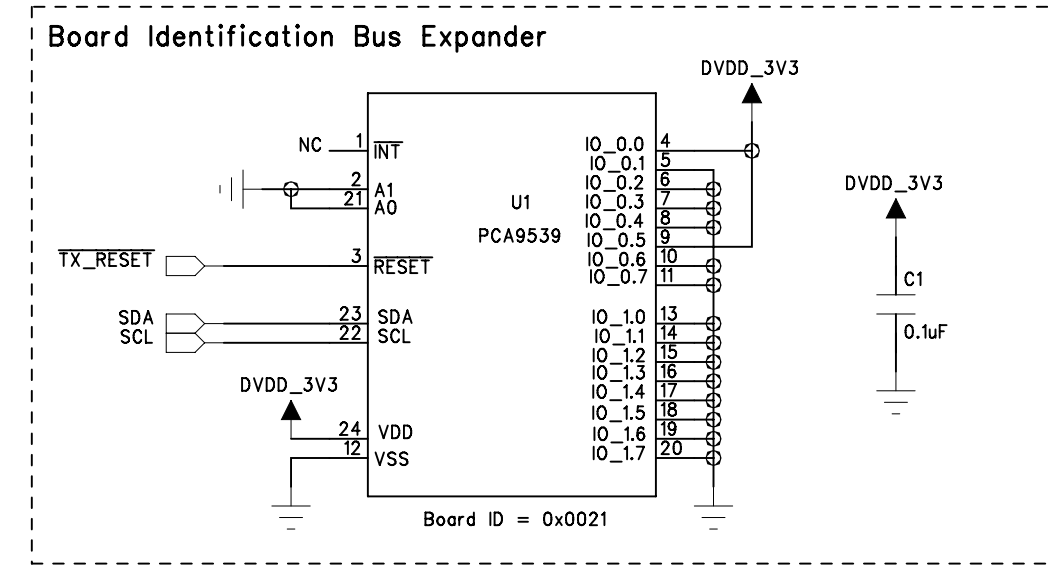 Board Identification Bus Expander
DVDD_3V3
NC 1 INT
2 A1
21 A0
TX_RESET 3 RESET
SDA 23 SDA
SCL 22 SCL
DVDD_3V3
24 VDD
12 VSS
U1
PCA9539
IO_0.0 4
IO_0.1 5
IO_0.2 6
IO_0.3 7
IO_0.4 8
IO_0.5 9
IO_0.6 10
IO_0.7 11
IO_1.0 13
IO_1.1 14
IO_1.2 15
IO_1.3 16
IO_1.4 17
IO_1.5 18
IO_1.6 19
IO_1.7 20
DVDD_3V3
C1
0.1uF
Board ID = 0x0021